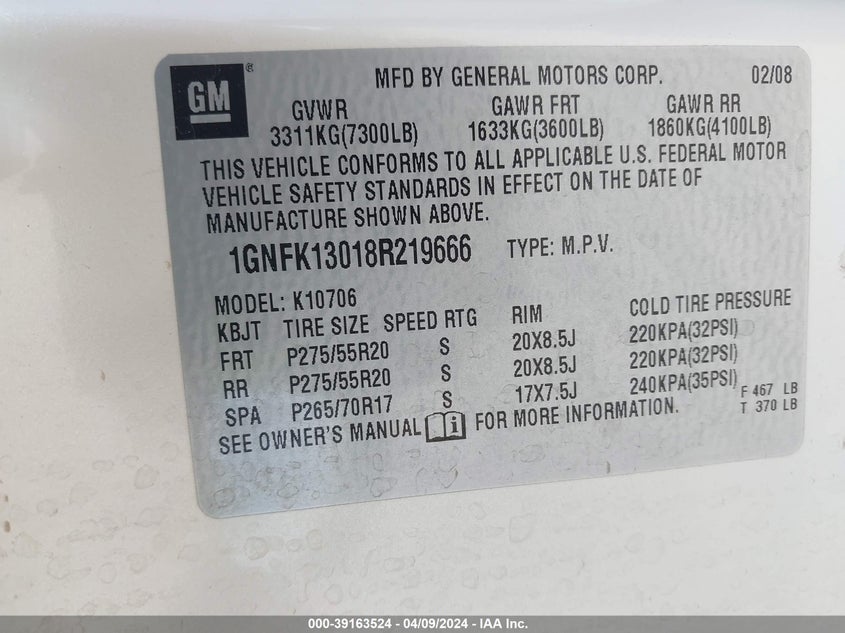 GM ® MFD BY GENERAL MOTORS CORP. 02/08
GVWR GAWR FRT GAWR RR
3311KG(7300LB) 1633KG(3600LB) 1860KG(4100LB)
THIS VEHICLE CONFORMS TO ALL APPLICABLE U.S. FEDERAL MOTOR
VEHICLE SAFETY STANDARDS IN EFFECT ON THE DATE OF
MANUFACTURE SHOWN ABOVE.
1GNFK13018R219666 TYPE: M.P.V.
MODEL: K10706
KBJT TIRE SIZE SPEED RTG RIM COLD TIRE PRESSURE
FRT P275/55R20 S 20X8.5J 220KPA(32PSI)
RR P275/55R20 S 20X8.5J 220KPA(32PSI)
SPA P265/70R17 S 17X7.5J 240KPA(35PSI) F 467 LB
T 370 LB
SEE OWNER'S MANUAL i FOR MORE INFORMATION.
000-39163524 - 04/09/2024 - IAA Inc.